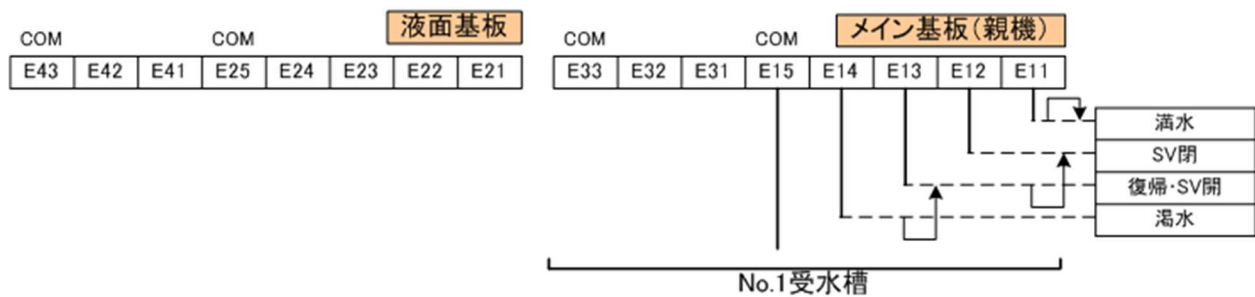 液面基板
メイン基板(親機)
COM COM COM COM
E43 E42 E41 E25 E24 E23 E22 E21 E33 E32 E31 E15 E14 E13 E12 E11
満水
SV閉
復帰・SV開
渇水
No.1受水槽